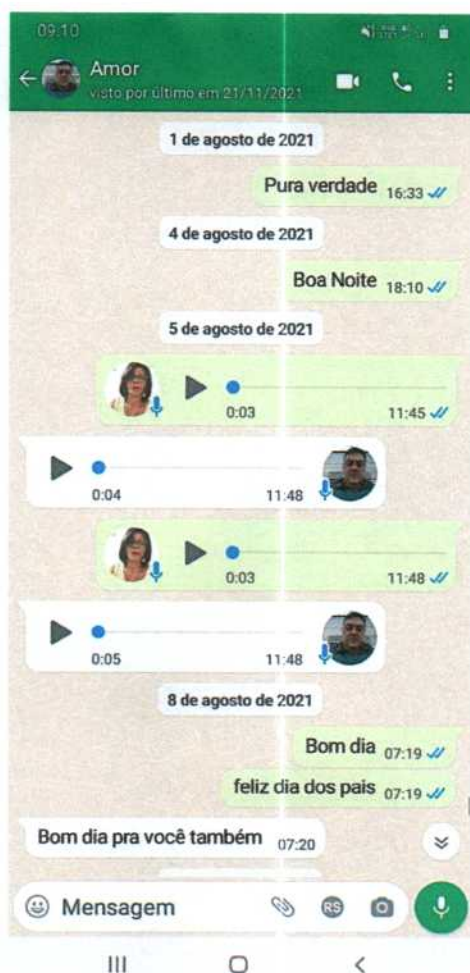 09:10
Amor
visto por último em 21/11/2021
1 de agosto de 2021
Pura verdade 16:33
4 de agosto de 2021
Boa Noite 18:10
5 de agosto de 2021
0:03 11:45
0:04 11:48
0:03 11:48
0:05 11:48
8 de agosto de 2021
Bom dia 07:19
feliz dia dos pais 07:19
Bom dia pra você também 07:20
Mensagem RS